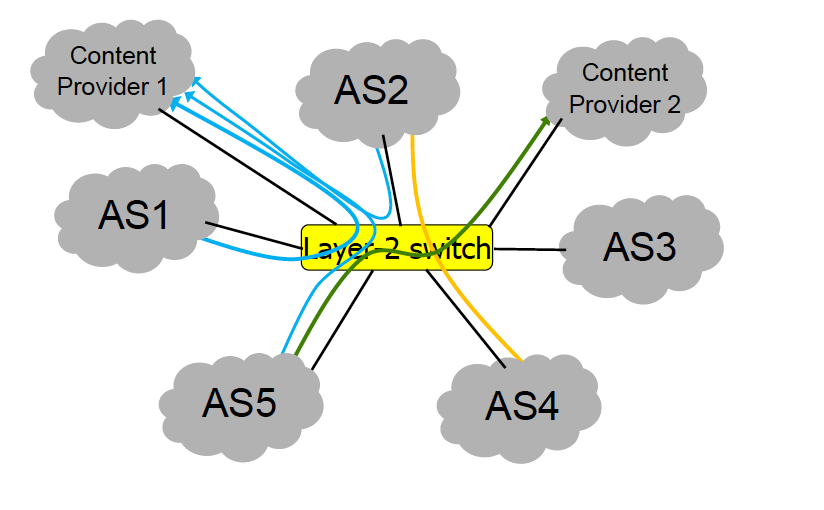 Content
Provider 1
AS2
Content
Provider 2
AS1
Layer-2 switch
AS3
AS5
AS4